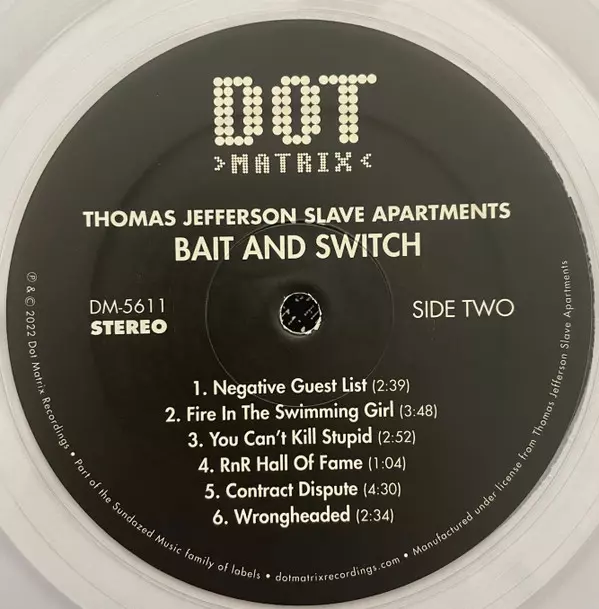 DOT
>MATRIX<
THOMAS JEFFERSON SLAVE APARTMENTS
BAIT AND SWITCH
DM-5611
STEREO
SIDE TWO
1. Negative Guest List (2:39)
2. Fire In The Swimming Girl (3:48)
3. You Can't Kill Stupid (2:52)
4. RnR Hall Of Fame (1:04)
5. Contract Dispute (4:30)
6. Wrongheaded (2:34)
℗ & © 2022 Dot Matrix Recordings • Part of the Sundazed Music family of labels • dotmatrixrecordings.com • Manufactured under license from Thomas Jefferson Slave Apartments